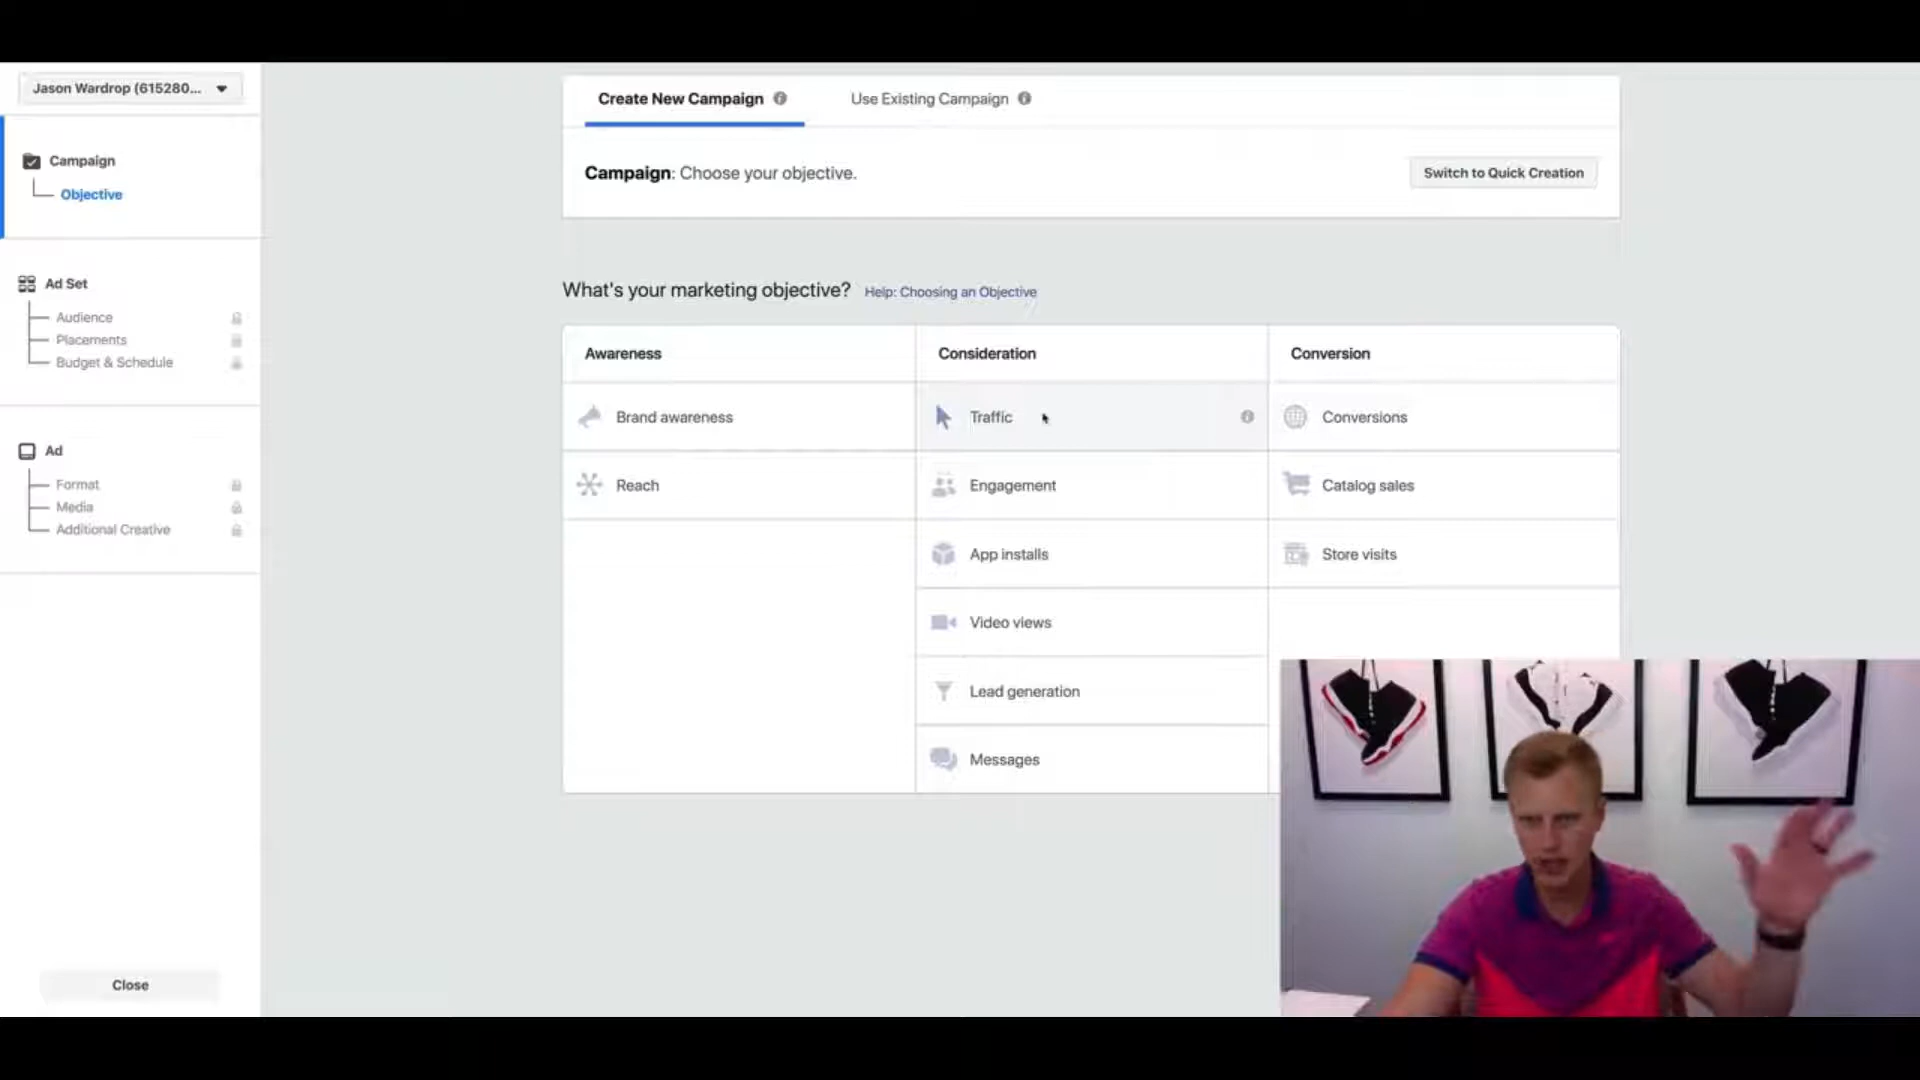 Jason Wardrop (615280...
Campaign
Objective
Ad Set
Audience
Placements
Budget & Schedule
Ad
Format
Media
Additional Creative
Close
Create New Campaign
Use Existing Campaign
Campaign: Choose your objective.
Switch to Quick Creation
What's your marketing objective? Help: Choosing an Objective
Awareness
Brand awareness
Reach
Consideration
Traffic
Engagement
App installs
Video views
Lead generation
Messages
Conversion
Conversions
Catalog sales
Store visits